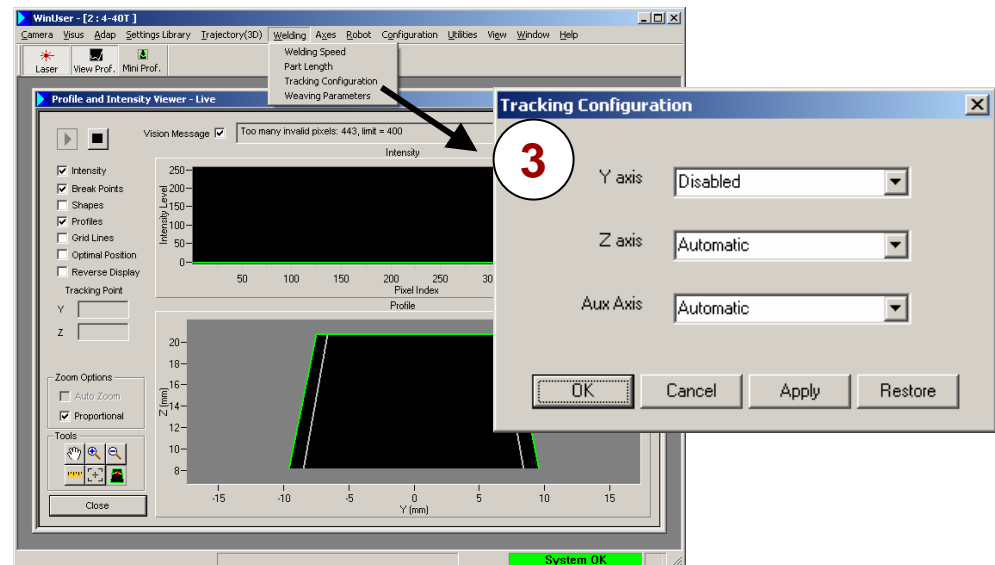 WinUser - [2 : 4-40T ]
Camera Visus Adap Settings Library Trajectory(3D) Welding Axes Robot Configuration Utilities View Window Help
Laser View Prof. Mini Prof.
Welding Speed
Part Length
Tracking Configuration
Weaving Parameters
Profile and Intensity Viewer - Live
Vision Message Too many invalid pixels: 443, limit = 400
Intensity
Break Points
Shapes
Profiles
Grid Lines
Optimal Position
Reverse Display
Tracking Point
Y
Z
Zoom Options
Auto Zoom
Proportional
Tools
Close
Intensity
Intensity Level
250
200
150
100
50
0
50 100 150 200 250 30
Pixel Index
Profile
Z (mm)
20
18
16
14
12
10
8
-15 -10 -5 0 5 10 15
Y (mm)
System OK
Tracking Configuration
3
Y axis Disabled
Z axis Automatic
Aux Axis Automatic
OK Cancel Apply Restore